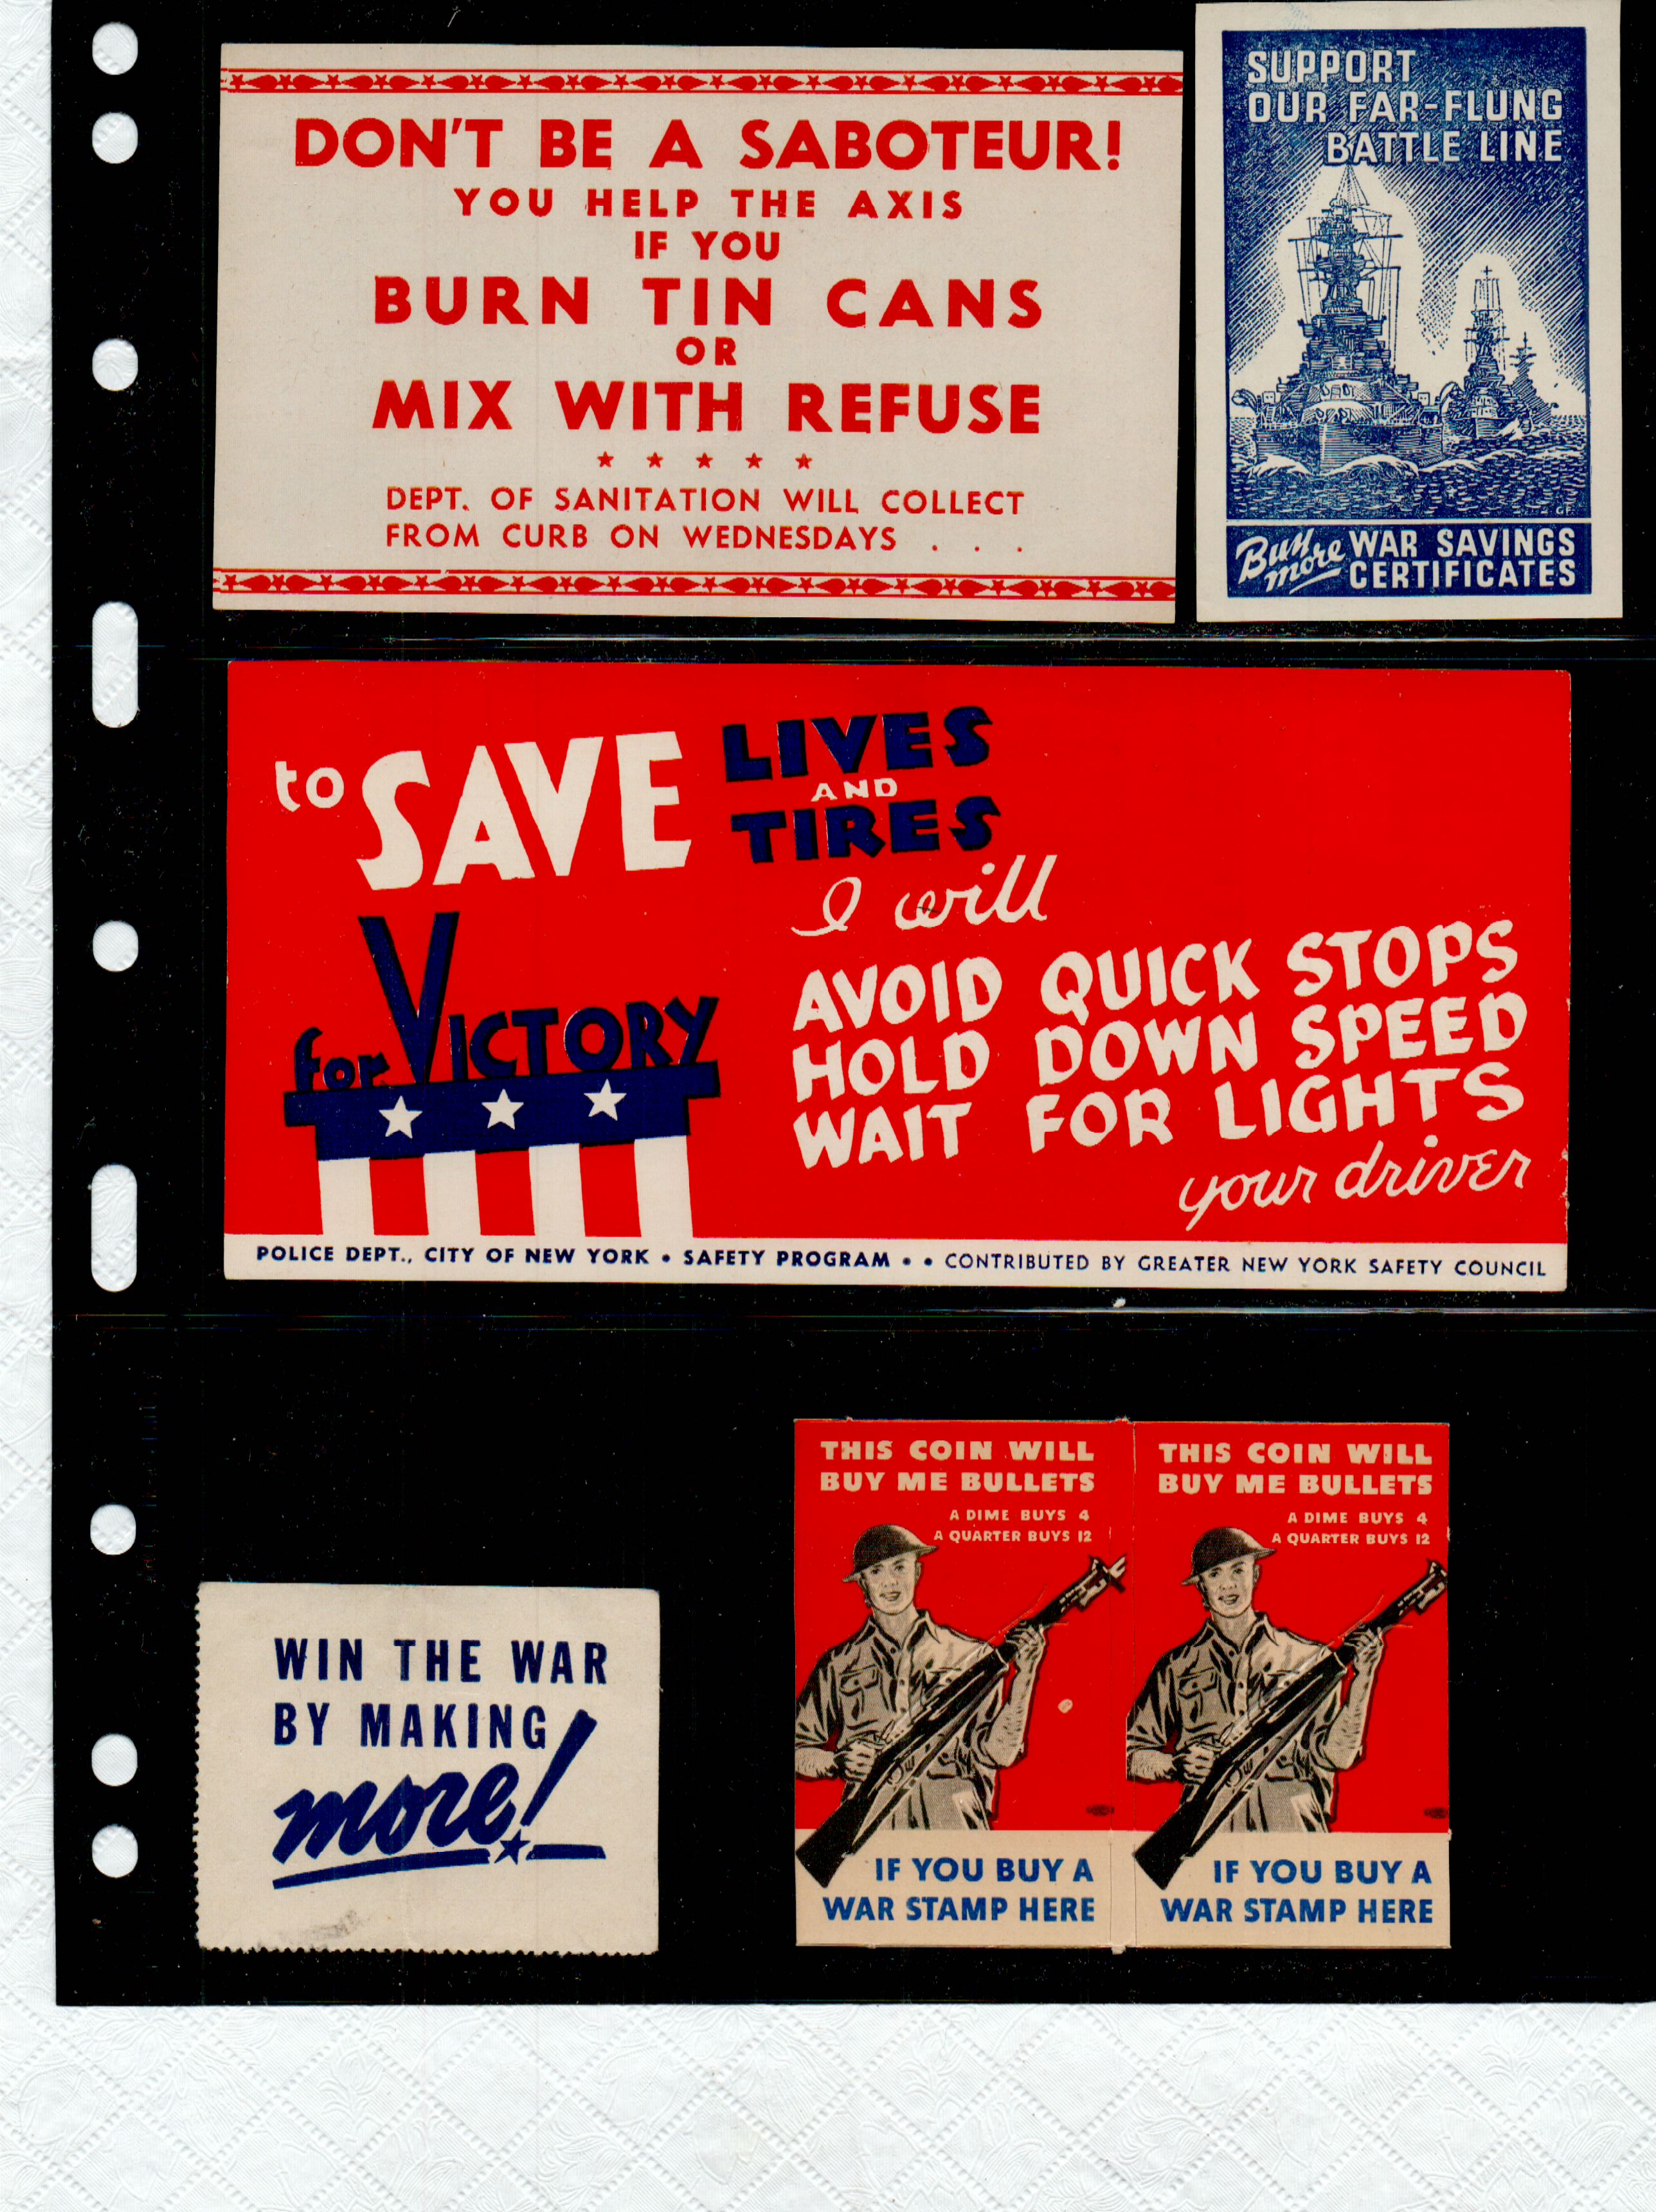 DON'T BE A SABOTEUR!
YOU HELP THE AXIS
IF YOU
BURN TIN CANS
OR
MIX WITH REFUSE
DEPT. OF SANITATION WILL COLLECT
FROM CURB ON WEDNESDAYS . . .
SUPPORT
OUR FAR-FLUNG
BATTLE LINE
GF
Buy more WAR SAVINGS
CERTIFICATES
to SAVE LIVES
AND
TIRES
for VICTORY
I will
AVOID QUICK STOPS
HOLD DOWN SPEED
WAIT FOR LIGHTS
your driver
POLICE DEPT., CITY OF NEW YORK • SAFETY PROGRAM • • CONTRIBUTED BY GREATER NEW YORK SAFETY COUNCIL
WIN THE WAR
BY MAKING
more!
THIS COIN WILL
BUY ME BULLETS
A DIME BUYS 4
A QUARTER BUYS 12
IF YOU BUY A
WAR STAMP HERE
THIS COIN WILL
BUY ME BULLETS
A DIME BUYS 4
A QUARTER BUYS 12
IF YOU BUY A
WAR STAMP HERE